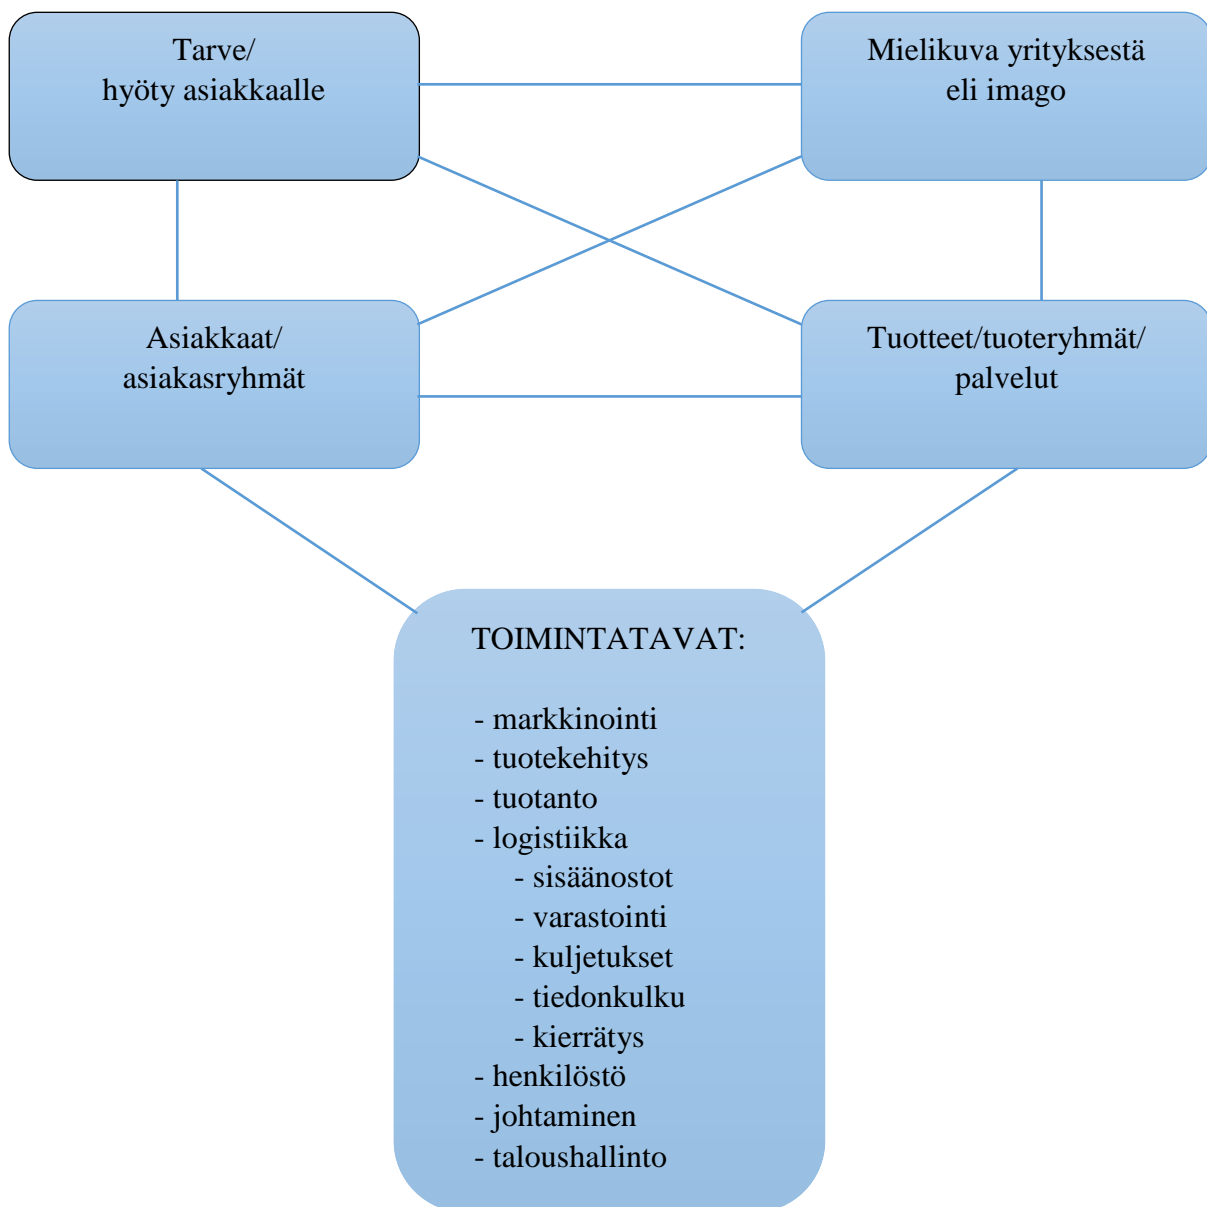 Tarve/
hyöty asiakkaalle
Mielikuva yrityksestä
eli imago
Asiakkaat/
asiakasryhmät
Tuotteet/tuoteryhmät/
palvelut
TOIMINTATAVAT:
- markkinointi
- tuotekehitys
- tuotanto
- logistiikka
- sisäänostot
- varastointi
- kuljetukset
- tiedonkulku
- kierrätys
- henkilöstö
- johtaminen
- taloushallinto